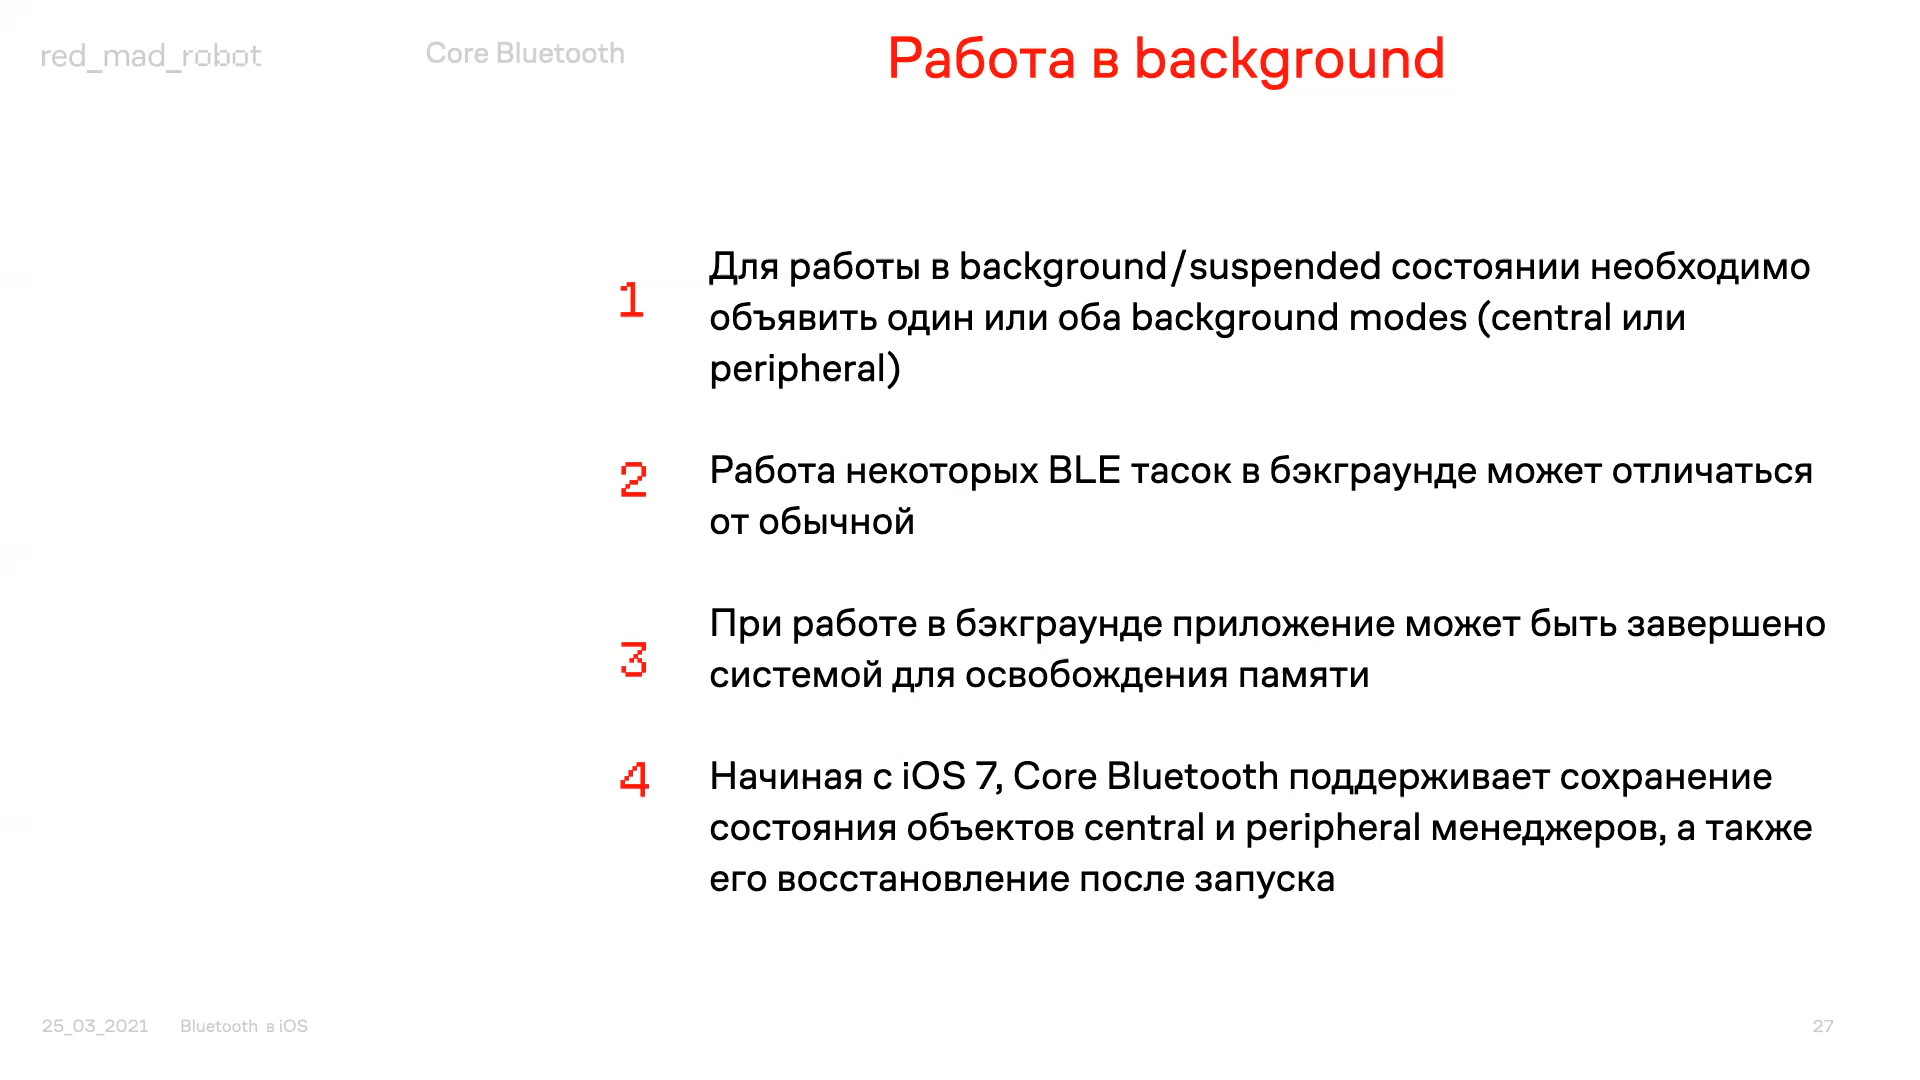 red_mad_robot
Core Bluetooth
Работа в background
1
Для работы в background/suspended состоянии необходимо
объявить один или оба background modes (central или
peripheral)
2
Работа некоторых BLE тасок в бэкграунде может отличаться
от обычной
3
При работе в бэкграунде приложение может быть завершено
системой для освобождения памяти
4
Начиная с iOS 7, Core Bluetooth поддерживает сохранение
состояния объектов central и peripheral менеджеров, а также
его восстановление после запуска
25_03_2021
Bluetooth в iOS
27